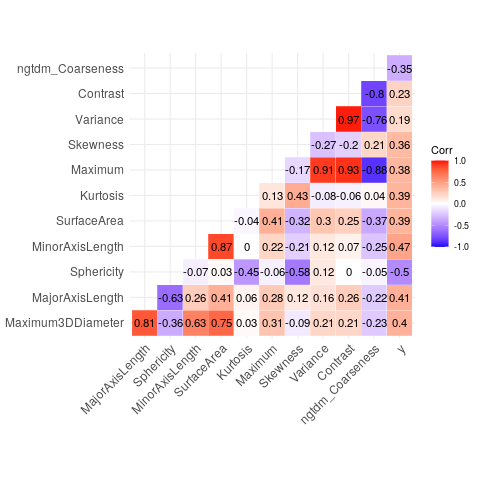 ngtdm_Coarseness -0.35
Contrast -0.8 0.23
Variance 0.97 -0.76 0.19
Skewness -0.27 -0.2 0.21 0.36
Maximum -0.17 0.91 0.93 -0.88 0.38
Kurtosis 0.13 0.43 -0.08 -0.06 0.04 0.39
SurfaceArea -0.04 0.41 -0.32 0.3 0.25 -0.37 0.39
MinorAxisLength 0.87 0 0.22 -0.21 0.12 0.07 -0.25 0.47
Sphericity -0.07 0.03 -0.45 -0.06 -0.58 0.12 0 -0.05 -0.5
MajorAxisLength -0.63 0.26 0.41 0.06 0.28 0.12 0.16 0.26 -0.22 0.41
Maximum3DDiameter 0.81 -0.36 0.63 0.75 0.03 0.31 -0.09 0.21 0.21 -0.23 0.4
MajorAxisLength
Sphericity
MinorAxisLength
SurfaceArea
Kurtosis
Maximum
Skewness
Variance
Contrast
ngtdm_Coarseness
y
Corr
1.0
0.5
0.0
-0.5
-1.0